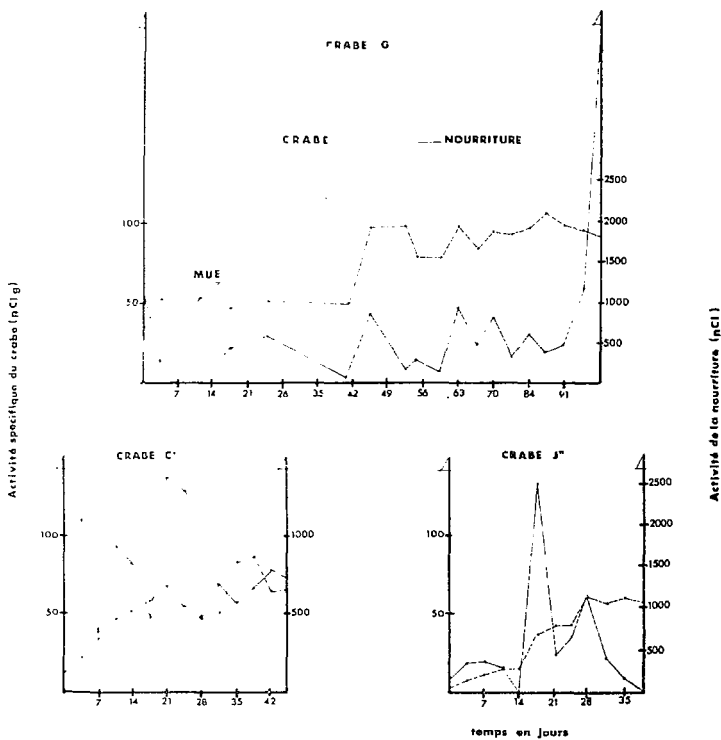 CRABE G
CRABE
NOURRITURE
MUE
100
50
2500
2000
1500
1000
500
7 14 21 28 35 42 49 56 63 70 77 84 91
Activité spécifique du crabe (nCi g)
Activité de la nourriture (nCi)
CRABE C'
100
50
1000
500
7 14 21 28 35 42
CRABE J"
100
50
2500
2000
1500
1000
500
7 14 21 28 35
temps en jours